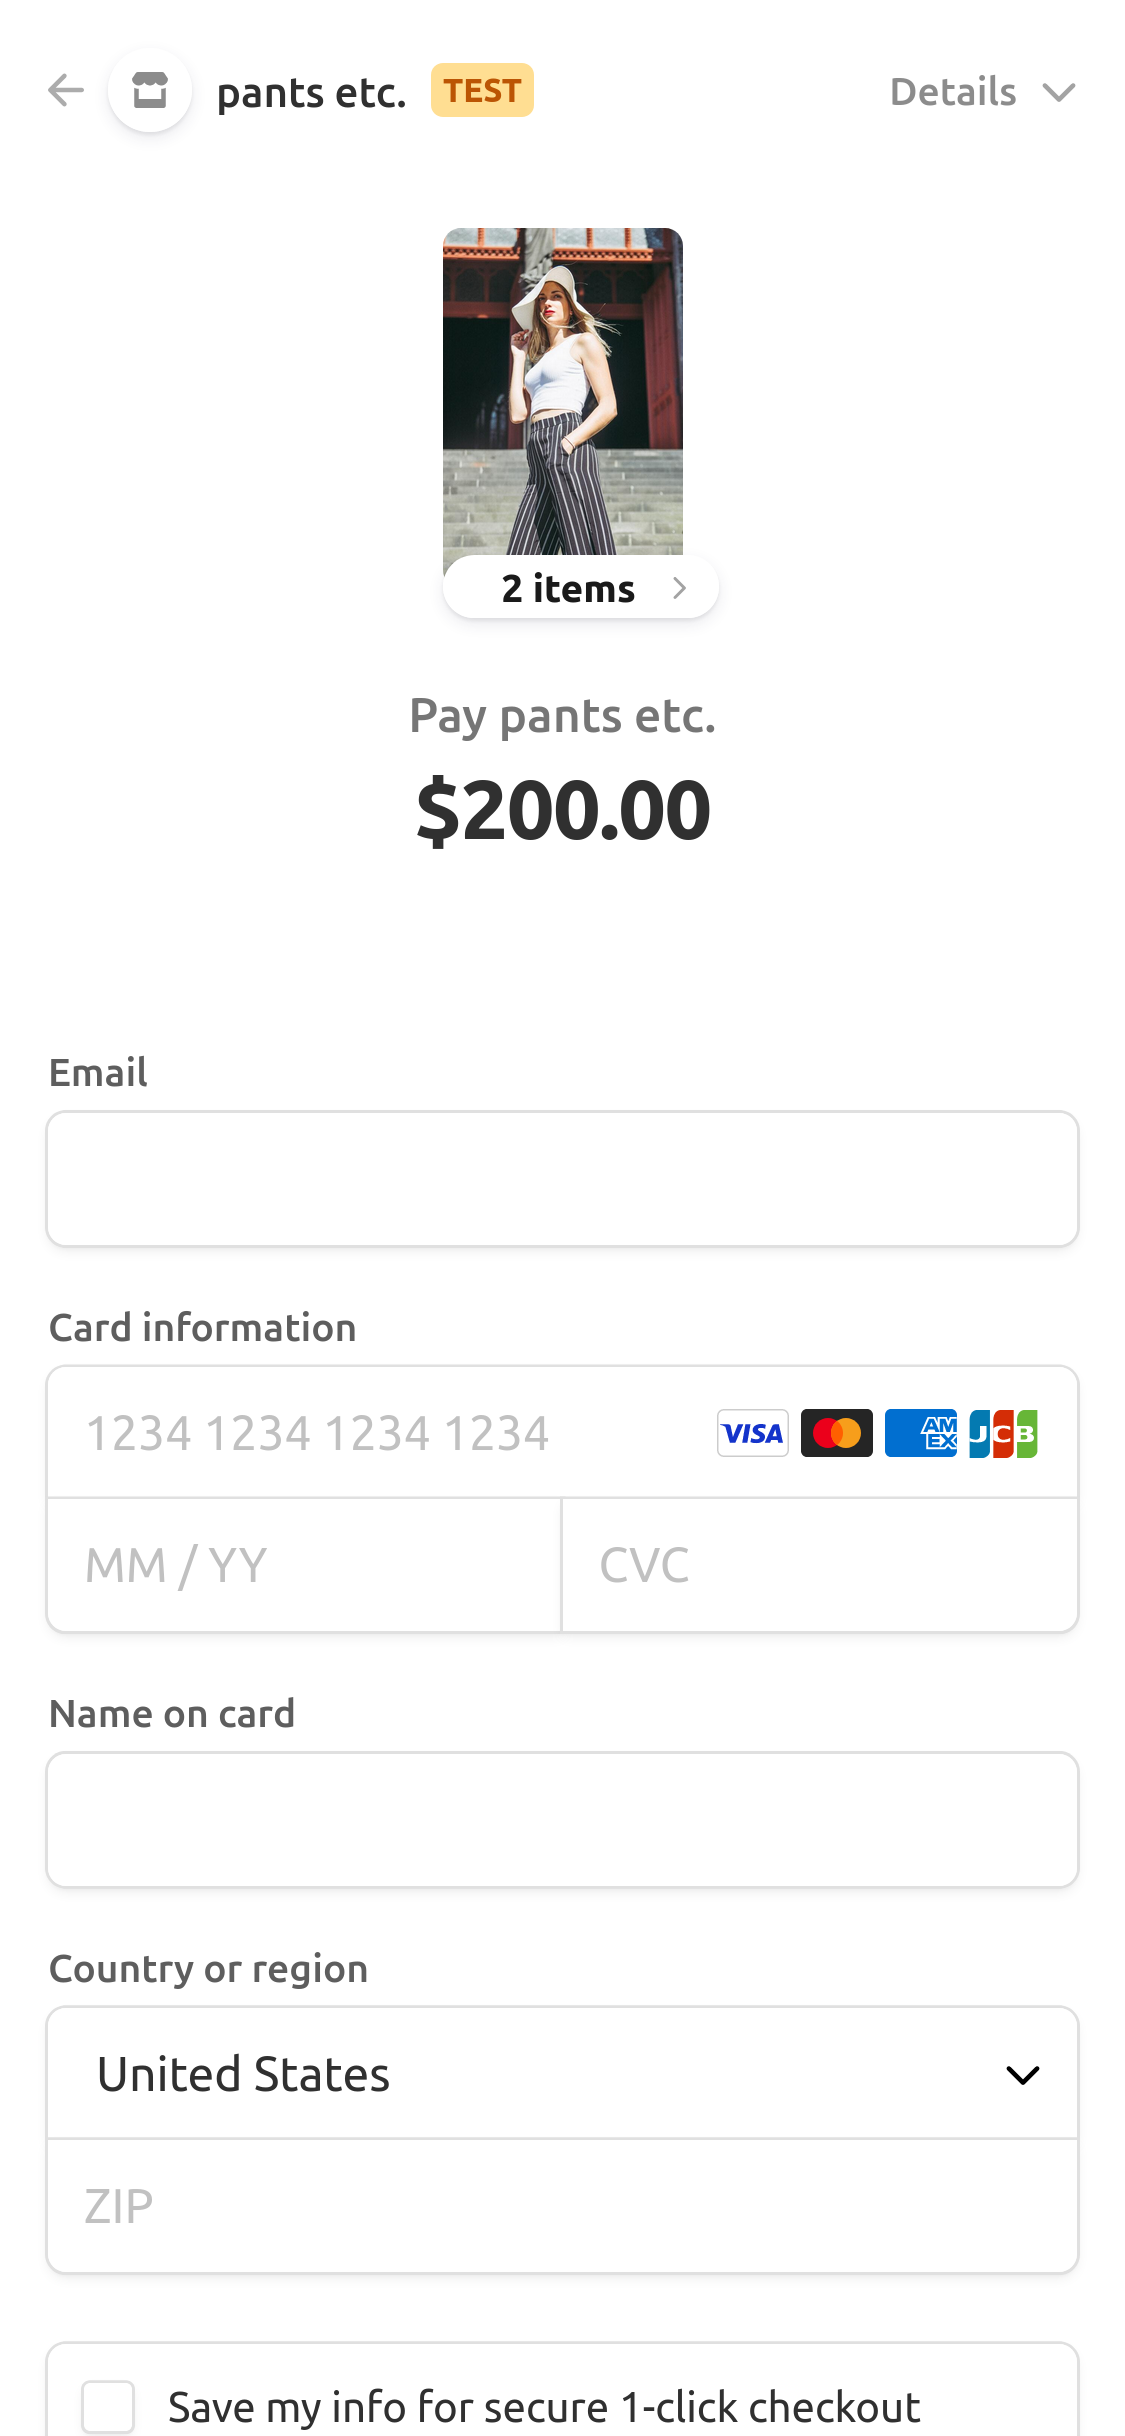 pants etc. TEST Details
2 items
Pay pants etc.
$200.00
Email
Card information
1234 1234 1234 1234 VISA AM EX JCB
MM / YY CVC
Name on card
Country or region
United States
ZIP
Save my info for secure 1-click checkout